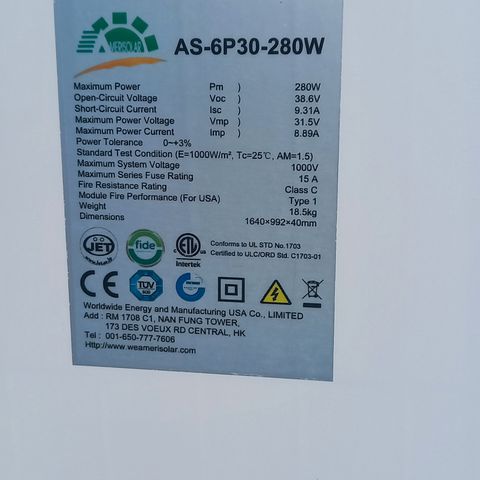 AMERISOLAR
AS-6P30-280W
Maximum Power Pm ) 280W
Open-Circuit Voltage Voc ) 38.6V
Short-Circuit Current Isc ) 9.31A
Maximum Power Voltage Vmp ) 31.5V
Maximum Power Current Imp ) 8.89A
Power Tolerance 0~+3%
Standard Test Condition (E=1000W/m², Tc=25℃, AM=1.5)
Maximum System Voltage 1000V
Maximum Series Fuse Rating 15 A
Fire Resistance Rating Class C
Module Fire Performance (For USA) Type 1
Weight 18.5kg
Dimensions 1640×992×40mm
JET
fide
ETL
Intertek
Conforms to UL STD No.1703
Certified to ULC/ORD Std. C1703-01
CE
TÜV
SUD
Worldwide Energy and Manufacturing USA Co., LIMITED
Add : RM 1708 C1, NAN FUNG TOWER,
173 DES VOEUX RD CENTRAL, HK
Tel : 001-650-777-7606
Http://www.weamerisolar.com